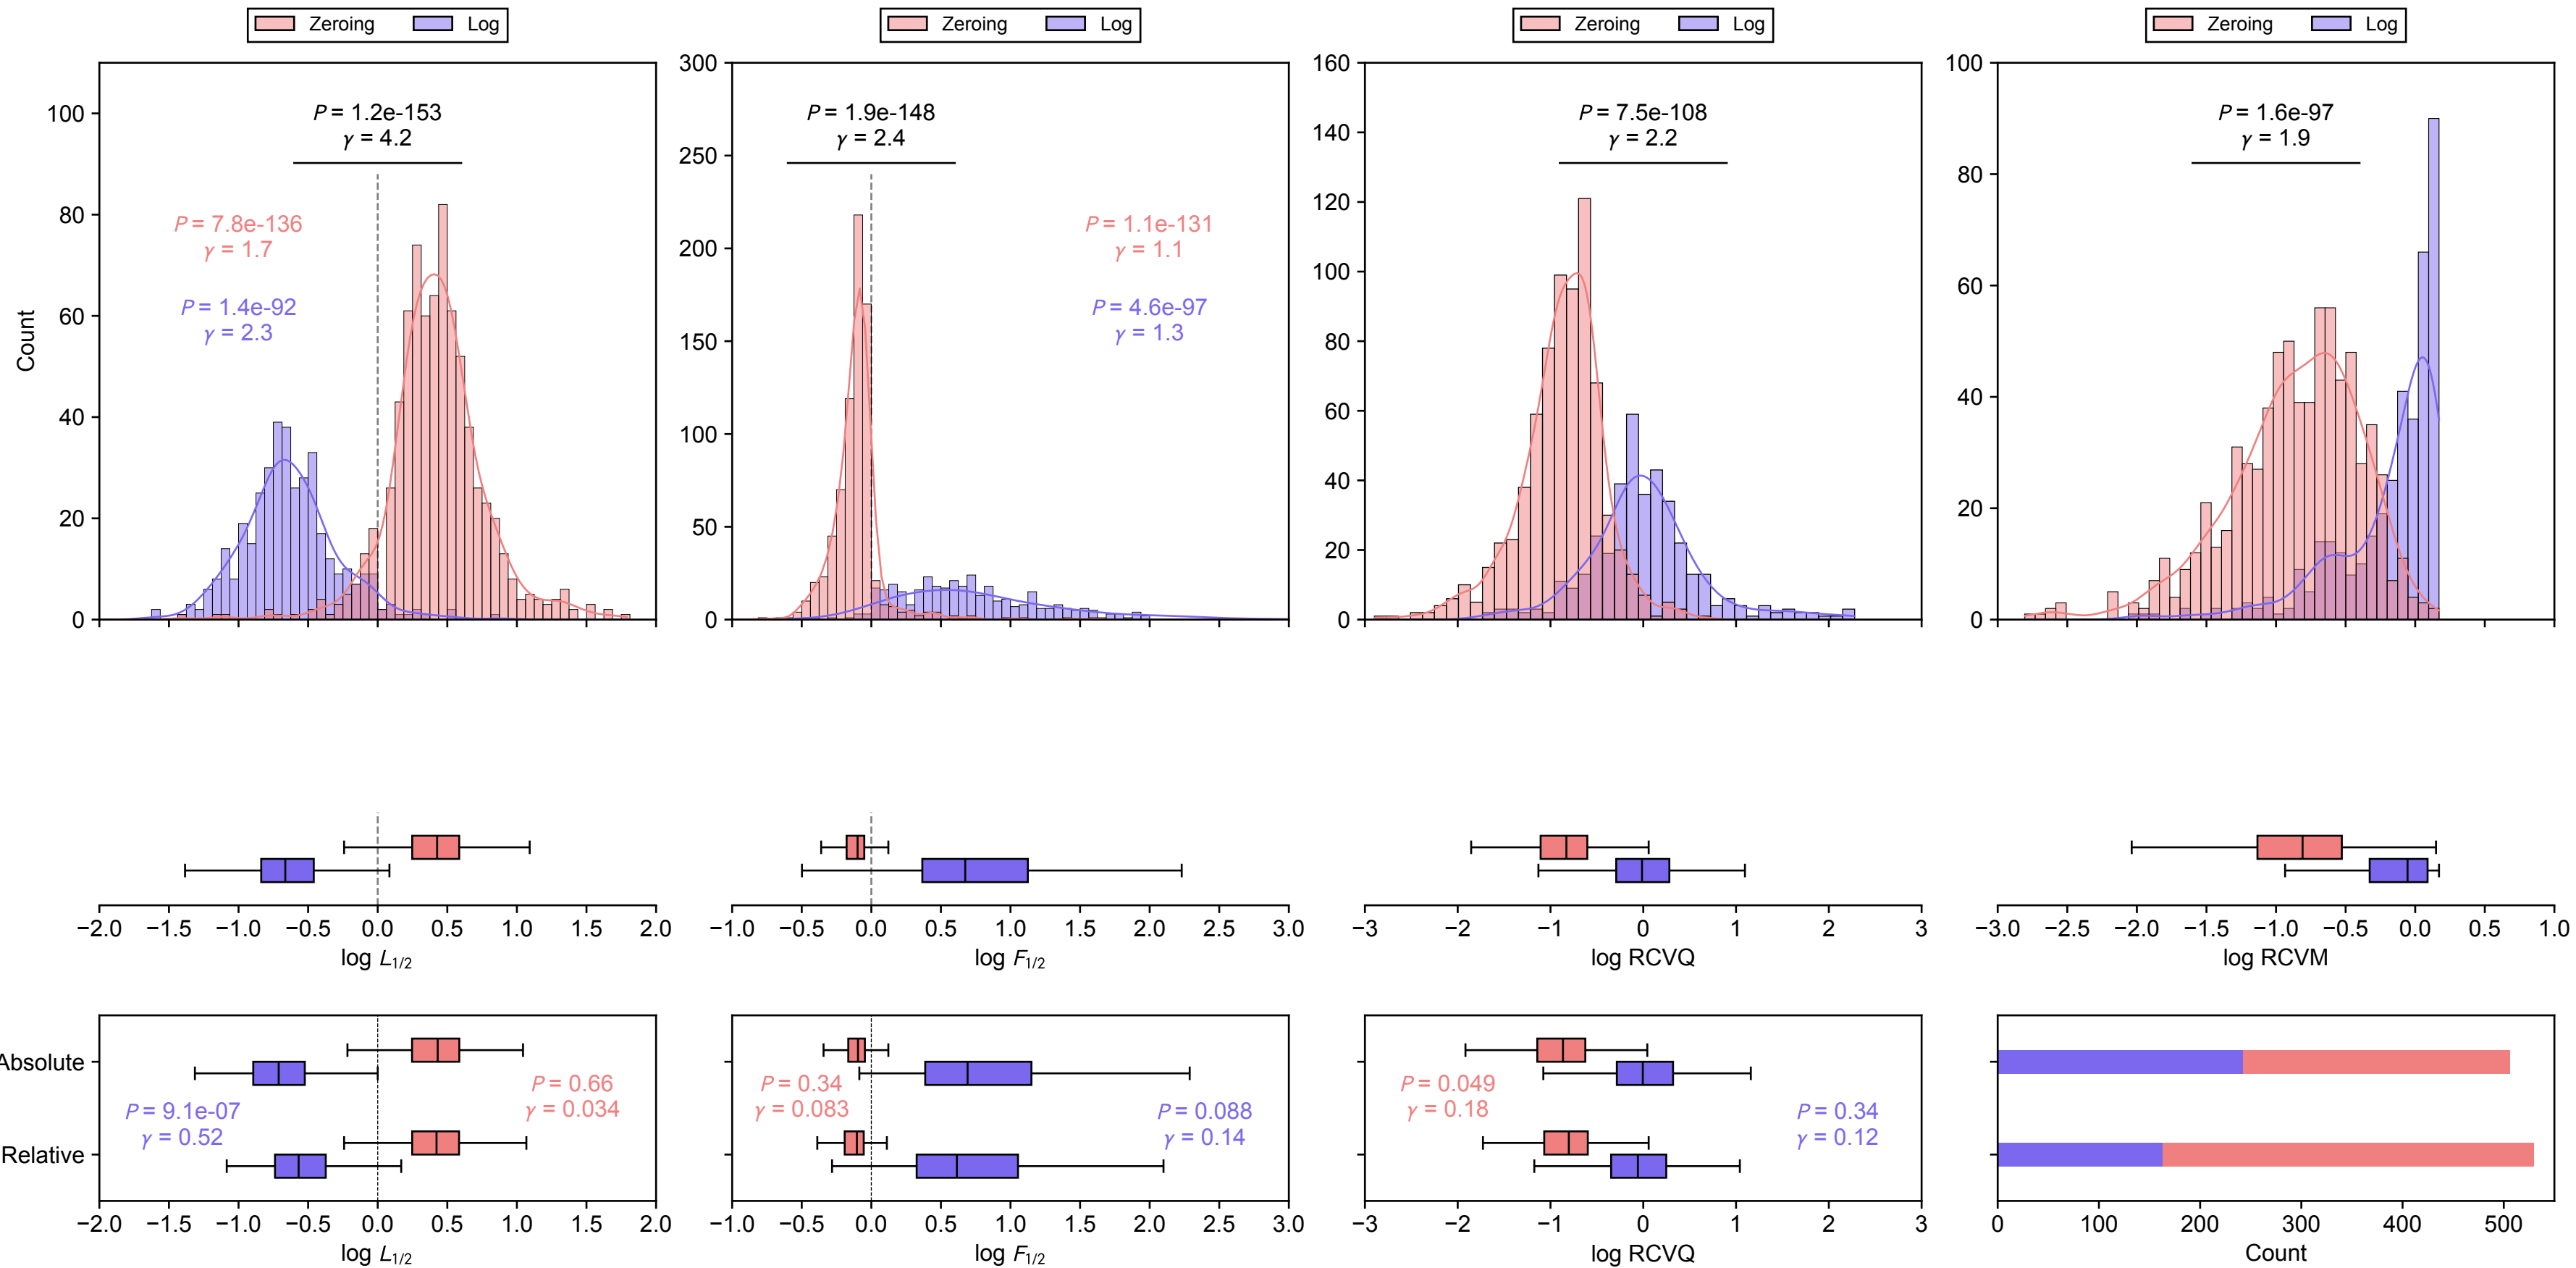 Zeroing Log
Zeroing Log
Zeroing Log
Zeroing Log
Count
0
20
40
60
80
100
P = 1.2e-153
γ = 4.2
P = 7.8e-136
γ = 1.7
P = 1.4e-92
γ = 2.3
0
50
100
150
200
250
300
P = 1.9e-148
γ = 2.4
P = 1.1e-131
γ = 1.1
P = 4.6e-97
γ = 1.3
0
20
40
60
80
100
120
140
160
P = 7.5e-108
γ = 2.2
0
20
40
60
80
100
P = 1.6e-97
γ = 1.9
−2.0 −1.5 −1.0 −0.5 0.0 0.5 1.0 1.5 2.0
log L1/2
−1.0 −0.5 0.0 0.5 1.0 1.5 2.0 2.5 3.0
log F1/2
−3 −2 −1 0 1 2 3
log RCVQ
−3.0 −2.5 −2.0 −1.5 −1.0 −0.5 0.0 0.5 1.0
log RCVM
Absolute
Relative
P = 9.1e-07
γ = 0.52
P = 0.66
γ = 0.034
−2.0 −1.5 −1.0 −0.5 0.0 0.5 1.0 1.5 2.0
log L1/2
P = 0.34
γ = 0.083
P = 0.088
γ = 0.14
−1.0 −0.5 0.0 0.5 1.0 1.5 2.0 2.5 3.0
log F1/2
P = 0.049
γ = 0.18
P = 0.34
γ = 0.12
−3 −2 −1 0 1 2 3
log RCVQ
0 100 200 300 400 500
Count